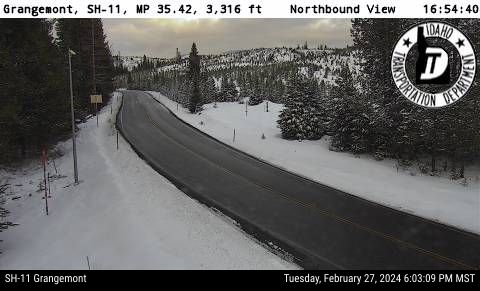 Grangemont, SH-11, MP 35.42, 3,316 ft Northbound View 16:54:40
IDAHO
TRANSPORTATION DEPARTMENT
SH-11 Grangemont Tuesday, February 27, 2024 6:03:09 PM MST